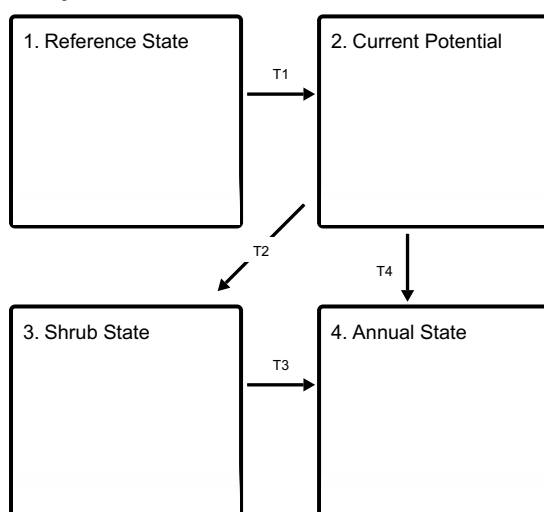 1. Reference State
2. Current Potential
T1
T2
T4
3. Shrub State
4. Annual State
T3